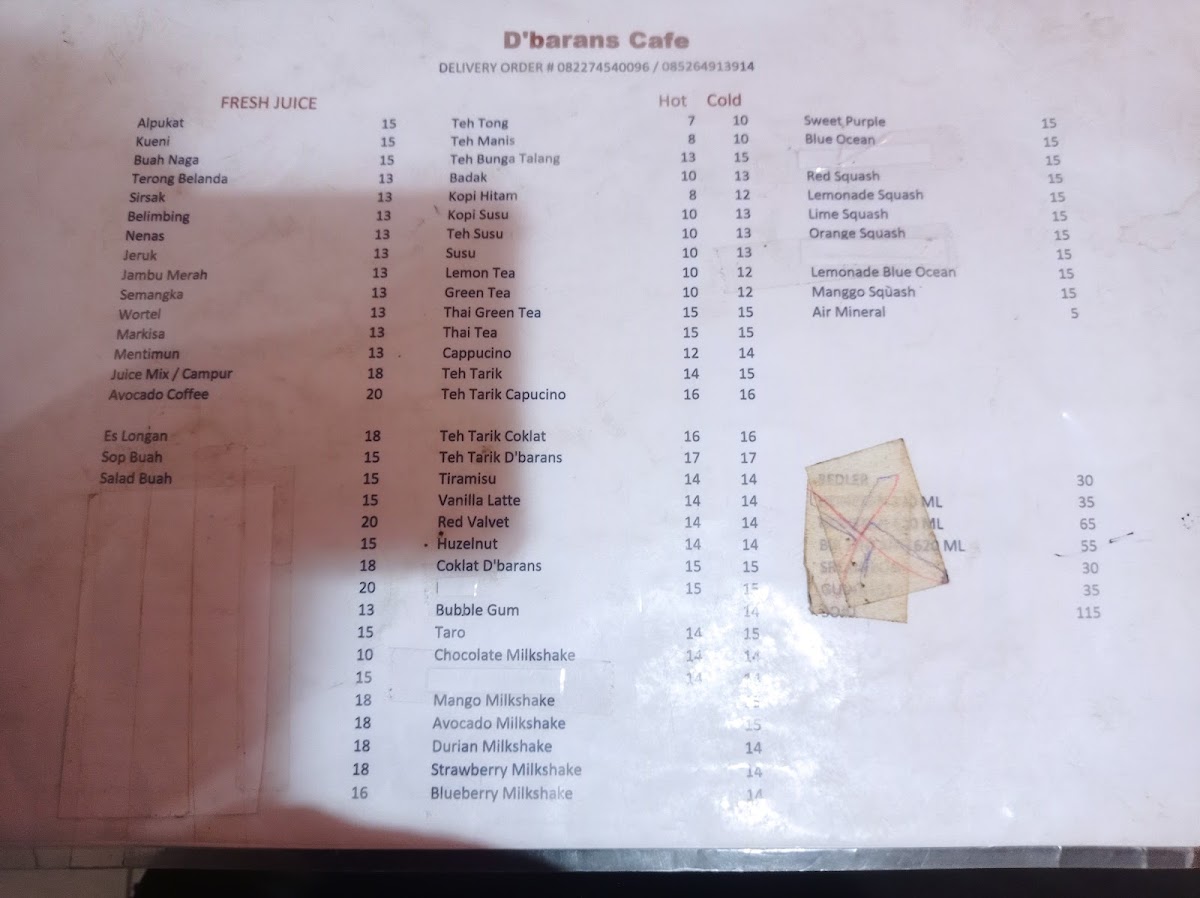 D'barans Cafe
DELIVERY ORDER # 082274540096 / 085264913914
FRESH JUICE
Alpukat 15
Kueni 15
Buah Naga 15
Terong Belanda 13
Sirsak 13
Belimbing 13
Nenas 13
Jeruk 13
Jambu Merah 13
Semangka 13
Wortel 13
Markisa 13
Mentimun 13
Juice Mix / Campur 18
Avocado Coffee 20
Es Longan 18
Sop Buah 15
Salad Buah 15
15
20
15
18
20
13
15
10
15
18
18
18
18
16
Hot Cold
Teh Tong 7 10
Teh Manis 8 10
Teh Bunga Talang 13 15
Badak 10 13
Kopi Hitam 8 12
Kopi Susu 10 13
Teh Susu 10 13
Susu 10 13
Lemon Tea 10 12
Green Tea 10 12
Thai Green Tea 15 15
Thai Tea 15 15
Cappucino 12 14
Teh Tarik 14 15
Teh Tarik Capucino 16 16
Teh Tarik Coklat 16 16
Teh Tarik D'barans 17 17
Tiramisu 14 14
Vanilla Latte 14 14
Red Valvet 14 14
Huzelnut 14 14
Coklat D'barans 15 15
15 15
Bubble Gum 14
Taro 14 15
Chocolate Milkshake 14 14
14
Mango Milkshake
Avocado Milkshake 15
Durian Milkshake 14
Strawberry Milkshake 14
Blueberry Milkshake 14
Sweet Purple 15
Blue Ocean 15
15
Red Squash 15
Lemonade Squash 15
Lime Squash 15
Orange Squash 15
15
Lemonade Blue Ocean 15
Manggo Squash 15
Air Mineral 5
BEDLER 30
ML 35
ML 65
620 ML 55
30
35
115